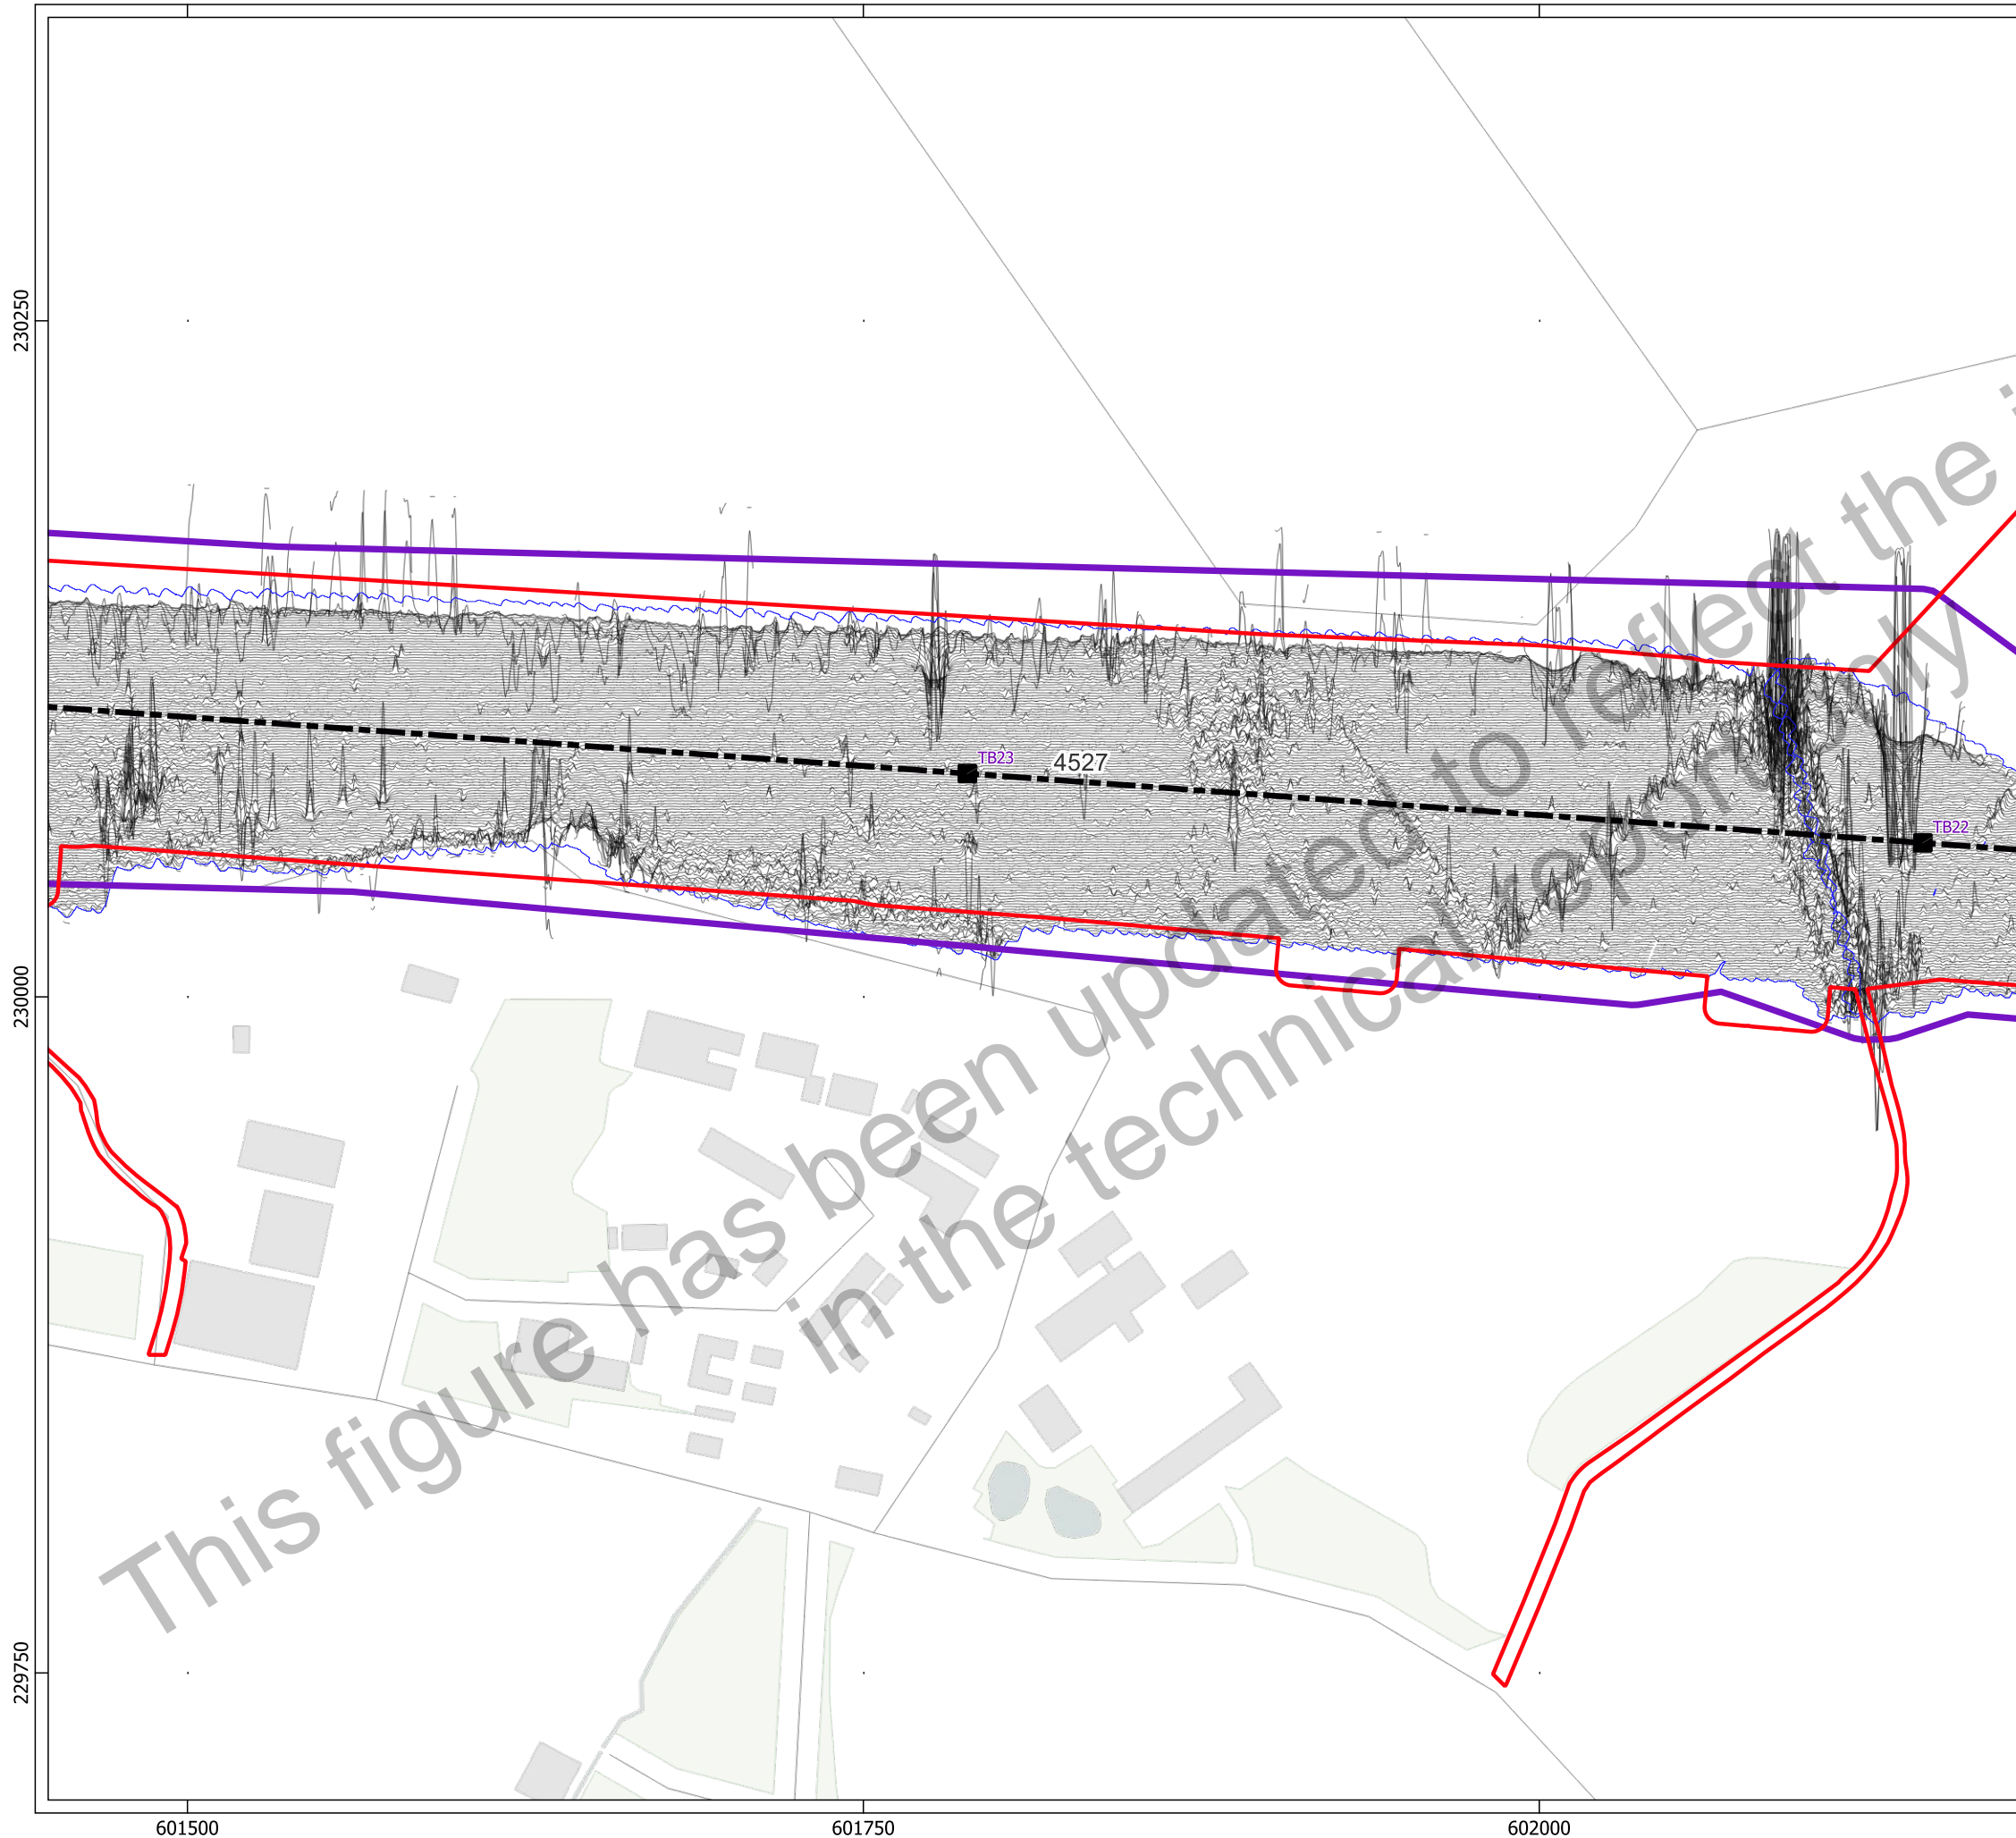 230250
230000
229750
TB23
4527
TB22
This figure has been updated to reflect the
in the technical report only
601500
601750
602000